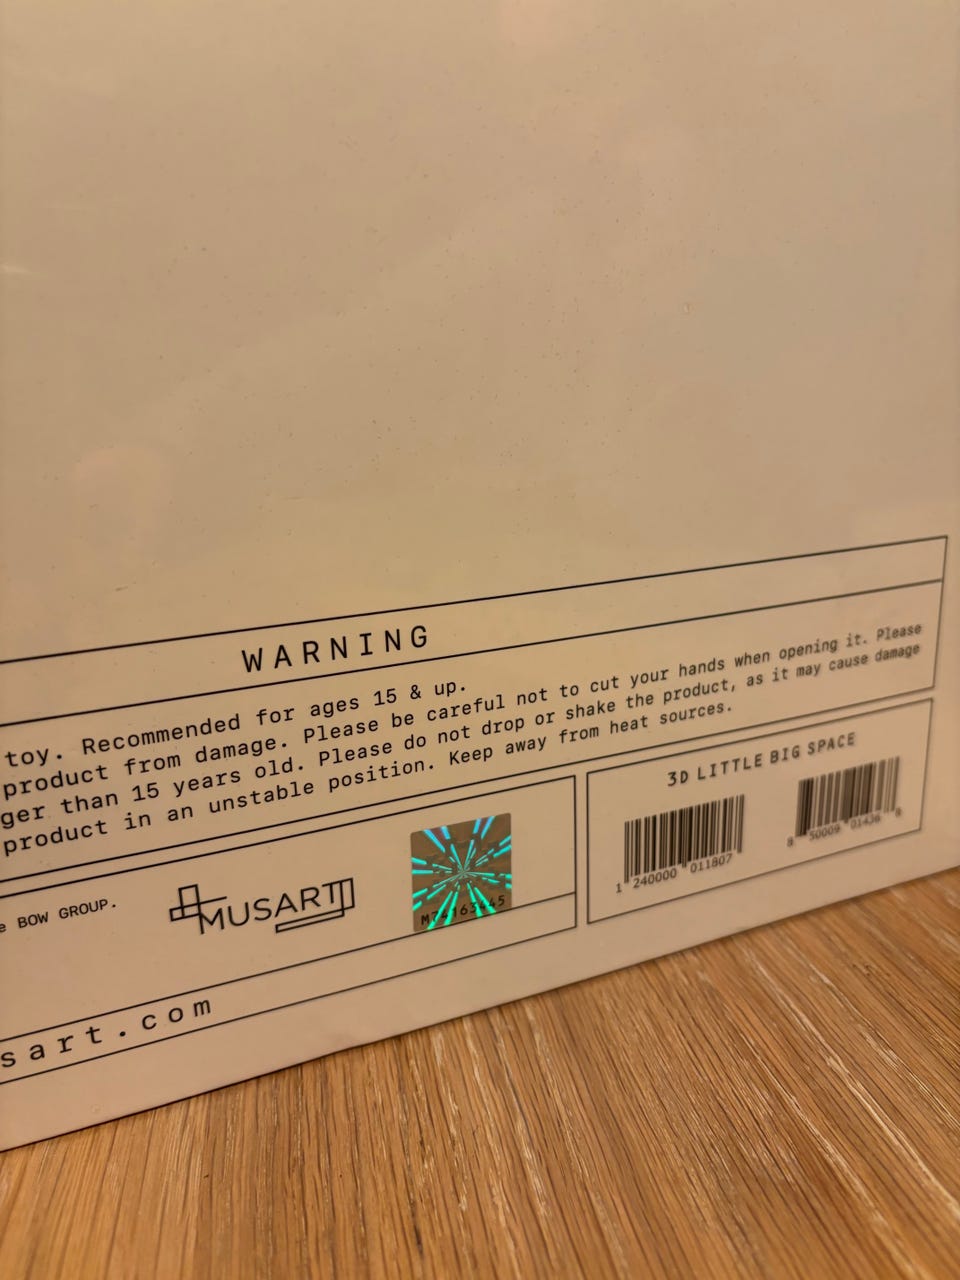 WARNING
toy. Recommended for ages 15 & up.
product from damage. Please be careful not to cut your hands when opening it. Please
ger than 15 years old. Please do not drop or shake the product, as it may cause damage
product in an unstable position. Keep away from heat sources.
3D LITTLE BIG SPACE
1 240000 011807
8 50009 01436 8
e BOW GROUP.
MUSART
sart.com